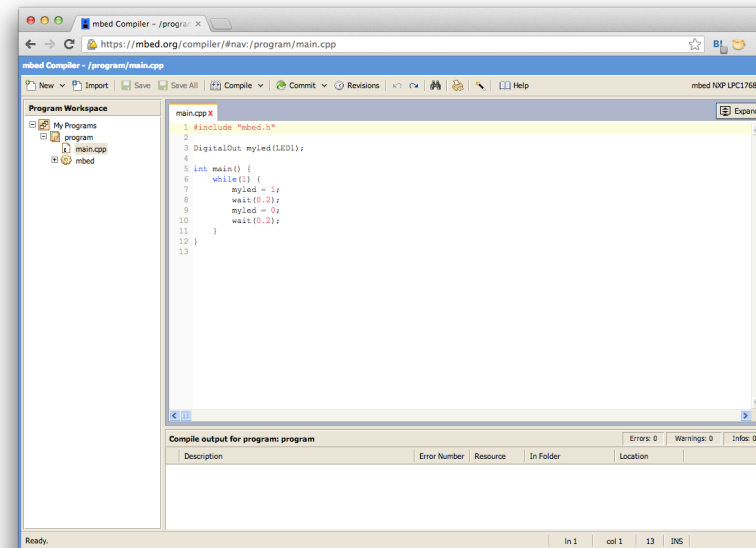 mbed Compiler - /program
https://mbed.org/compiler/#nav:/program/main.cpp
mbed Compiler - /program/main.cpp
New Import Save Save All Compile Commit Revisions Help mbed NXP LPC1768
Program Workspace
My Programs
program
main.cpp
mbed
main.cpp X
Expand
1 #include "mbed.h"
2
3 DigitalOut myled(LED1);
4
5 int main() {
6 while(1) {
7 myled = 1;
8 wait(0.2);
9 myled = 0;
10 wait(0.2);
11 }
12 }
13
Compile output for program: program Errors: 0 Warnings: 0 Infos: 0
Description Error Number Resource In Folder Location
Ready. ln 1 col 1 13 INS